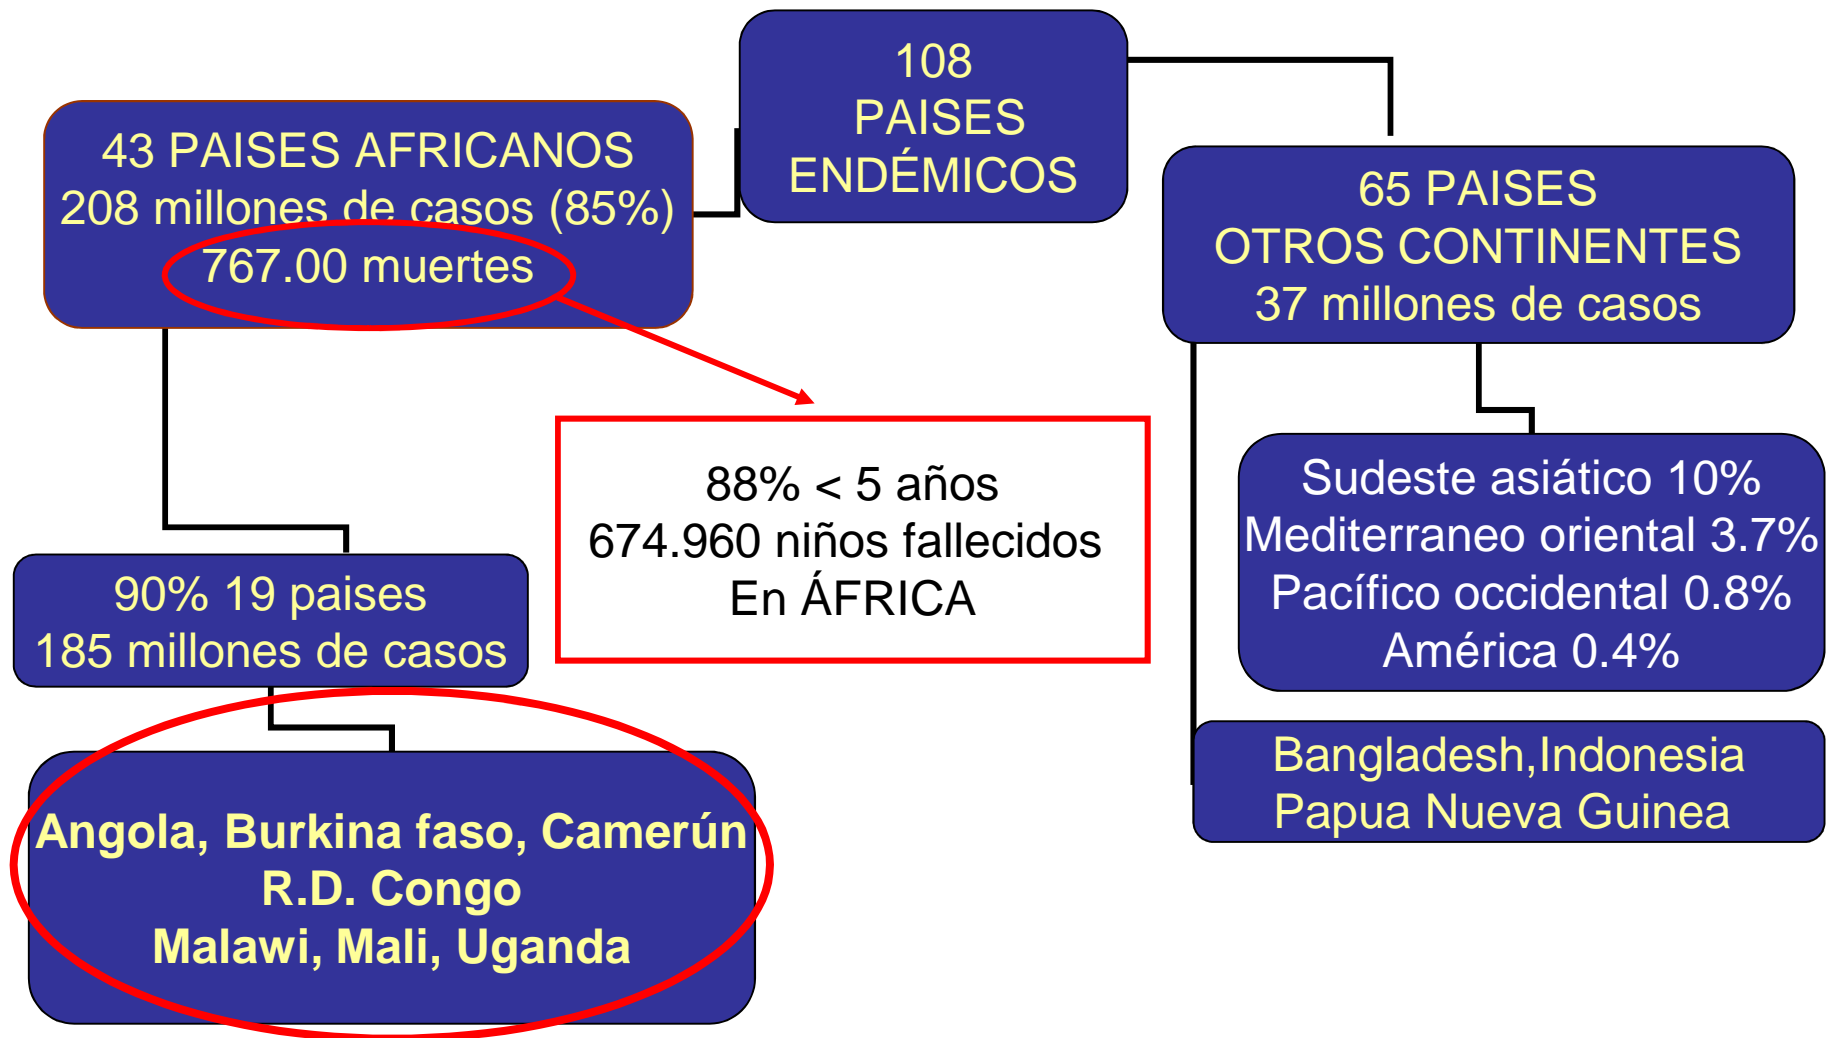 108
PAISES
ENDÉMICOS
43 PAISES AFRICANOS
208 millones de casos (85%)
767.00 muertes
65 PAISES
OTROS CONTINENTES
37 millones de casos
88% < 5 años
674.960 niños fallecidos
En ÁFRICA
Sudeste asiático 10%
Mediterraneo oriental 3.7%
Pacífico occidental 0.8%
América 0.4%
90% 19 paises
185 millones de casos
Bangladesh,Indonesia
Papua Nueva Guinea
Angola, Burkina faso, Camerún
R.D. Congo
Malawi, Mali, Uganda